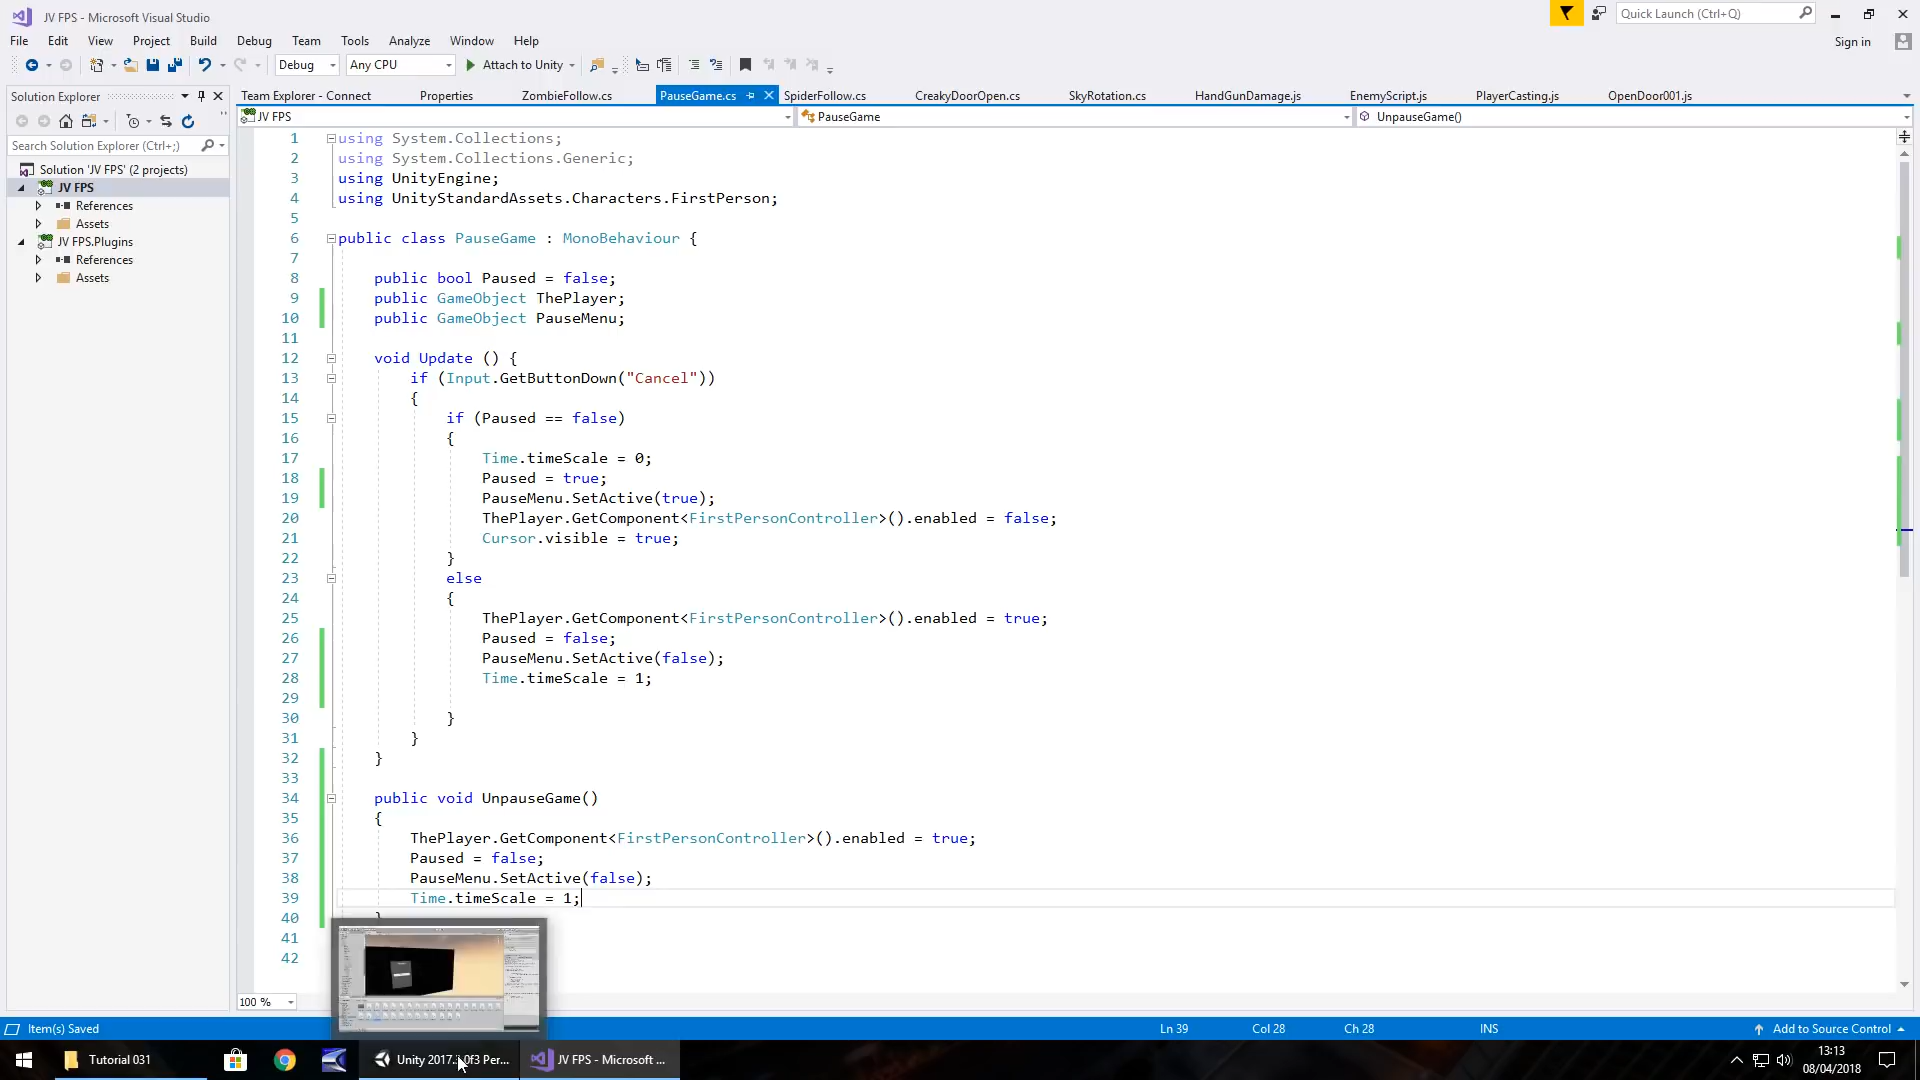 JV FPS - Microsoft Visual Studio
Quick Launch (Ctrl+Q)
File Edit View Project Build Debug Team Tools Analyze Window Help
Sign in
Debug Any CPU Attach to Unity
Solution Explorer
Team Explorer - Connect Properties ZombieFollow.cs PauseGame.cs SpiderFollow.cs CreakyDoorOpen.cs SkyRotation.cs HandGunDamage.js EnemyScript.js PlayerCasting.js OpenDoor001.js
JV FPS PauseGame UnpauseGame()
Search Solution Explorer (Ctrl+;)
Solution 'JV FPS' (2 projects)
JV FPS
References
Assets
JV FPS.Plugins
References
Assets
1 using System.Collections;
2 using System.Collections.Generic;
3 using UnityEngine;
4 using UnityStandardAssets.Characters.FirstPerson;
5
6 public class PauseGame : MonoBehaviour {
7
8 public bool Paused = false;
9 public GameObject ThePlayer;
10 public GameObject PauseMenu;
11
12 void Update () {
13 if (Input.GetButtonDown("Cancel"))
14 {
15 if (Paused == false)
16 {
17 Time.timeScale = 0;
18 Paused = true;
19 PauseMenu.SetActive(true);
20 ThePlayer.GetComponent<FirstPersonController>().enabled = false;
21 Cursor.visible = true;
22 }
23 else
24 {
25 ThePlayer.GetComponent<FirstPersonController>().enabled = true;
26 Paused = false;
27 PauseMenu.SetActive(false);
28 Time.timeScale = 1;
29
30 }
31 }
32 }
33
34 public void UnpauseGame()
35 {
36 ThePlayer.GetComponent<FirstPersonController>().enabled = true;
37 Paused = false;
38 PauseMenu.SetActive(false);
39 Time.timeScale = 1;
40 }
41
42
100 %
Item(s) Saved Ln 39 Col 28 Ch 28 INS Add to Source Control
Tutorial 031 Unity 2017. 0f3 Per... JV FPS - Microsoft ...
13:13
08/04/2018